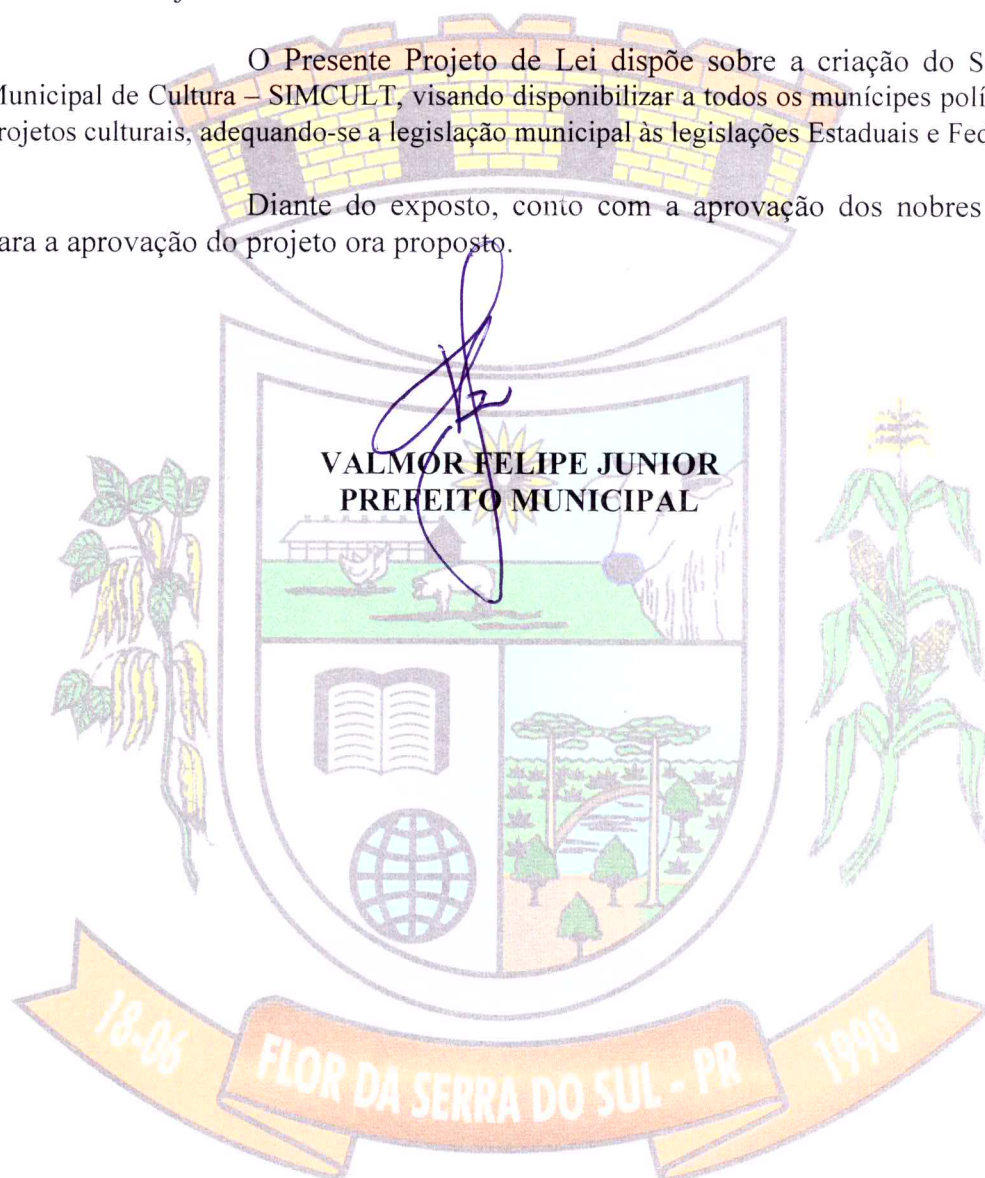 O Presente Projeto de Lei dispõe sobre a criação do S
Municipal de Cultura – SIMCULT, visando disponibilizar a todos os munícipes polí
rojetos culturais, adequando-se a legislação municipal às legislações Estaduais e Fed
Diante do exposto, conto com a aprovação dos nobres
ara a aprovação do projeto ora proposto.
VALMOR FELIPE JUNIOR
PREFEITO MUNICIPAL
18-06
FLOR DA SERRA DO SUL - PR
1990